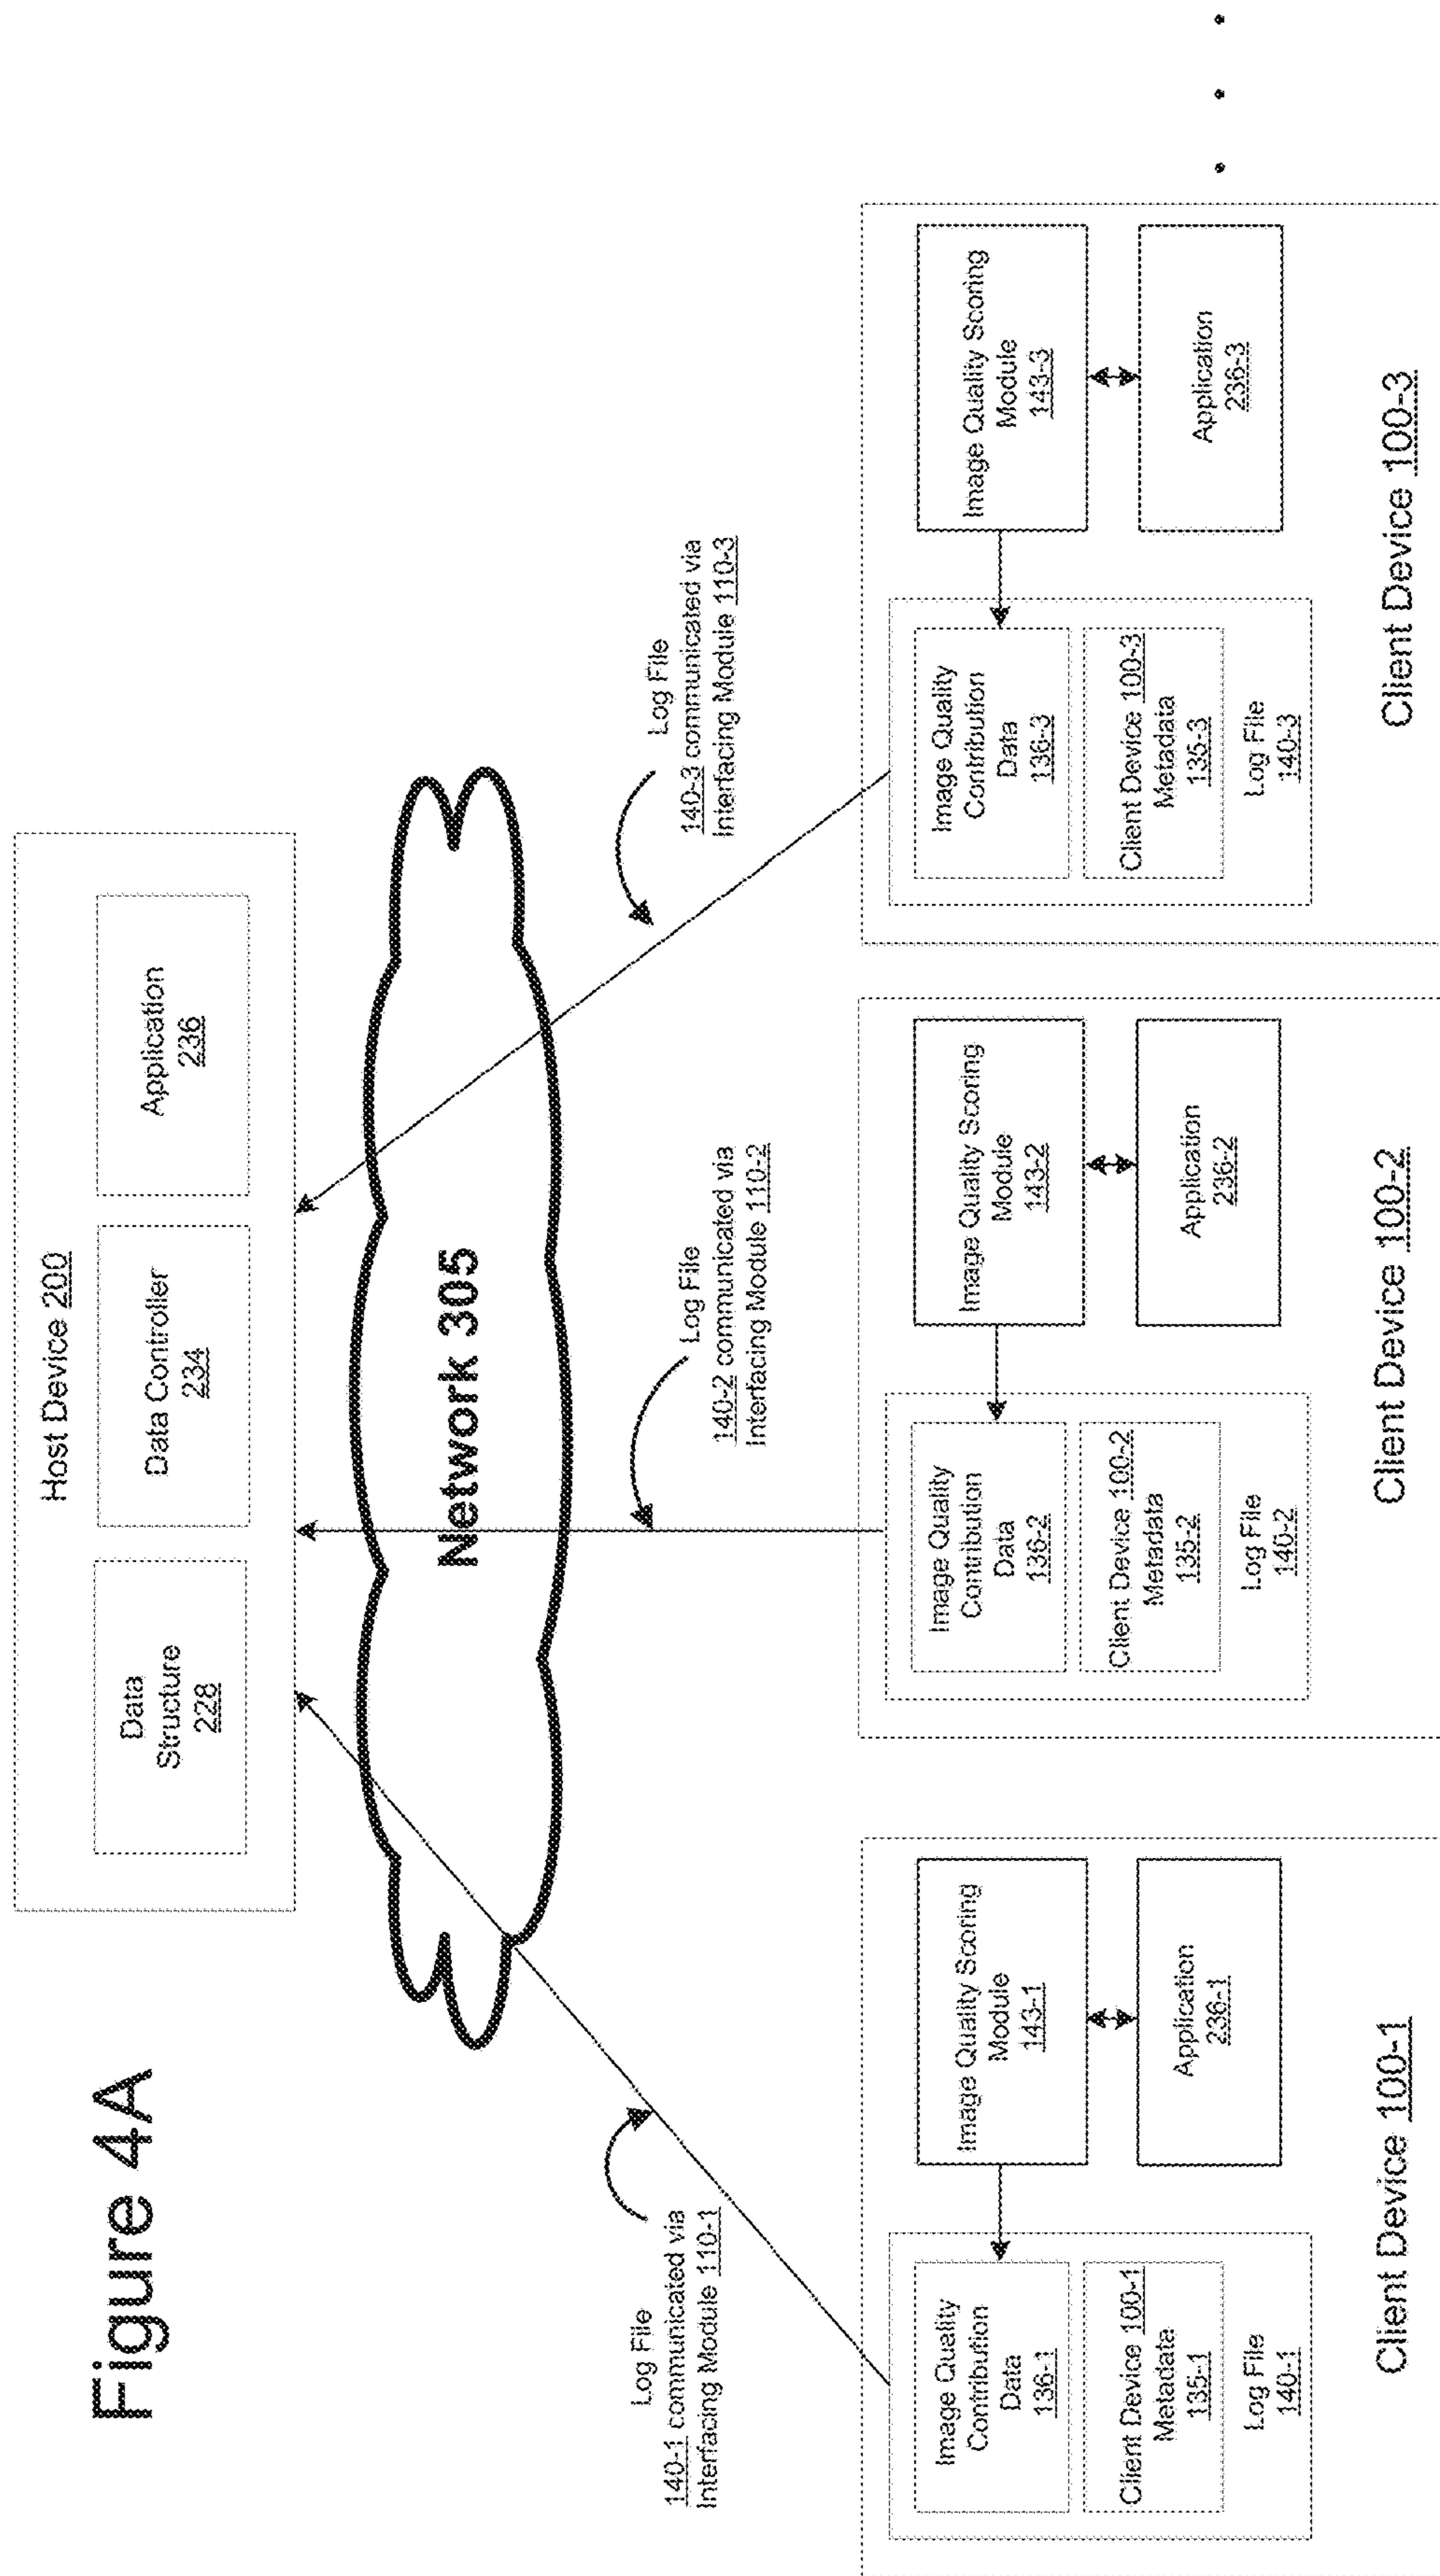 Figure 4A
Host Device 200
Data
Structure
228
Data Controller
234
Application
236
Network 305
Log File
140-1 communicated via
Interfacing Module 110-1
Log File
140-2 communicated via
Interfacing Module 110-2
Log File
140-3 communicated via
Interfacing Module 110-3
Image Quality
Contribution
Data
136-1
Client Device 100-1
Metadata
135-1
Log File
140-1
Image Quality Scoring
Module
143-1
Application
236-1
Client Device 100-1
Image Quality
Contribution
Data
136-2
Client Device 100-2
Metadata
135-2
Log File
140-2
Image Quality Scoring
Module
143-2
Application
236-2
Client Device 100-2
Image Quality
Contribution
Data
136-3
Client Device 100-3
Metadata
135-3
Log File
140-3
Image Quality Scoring
Module
143-3
Application
236-3
Client Device 100-3